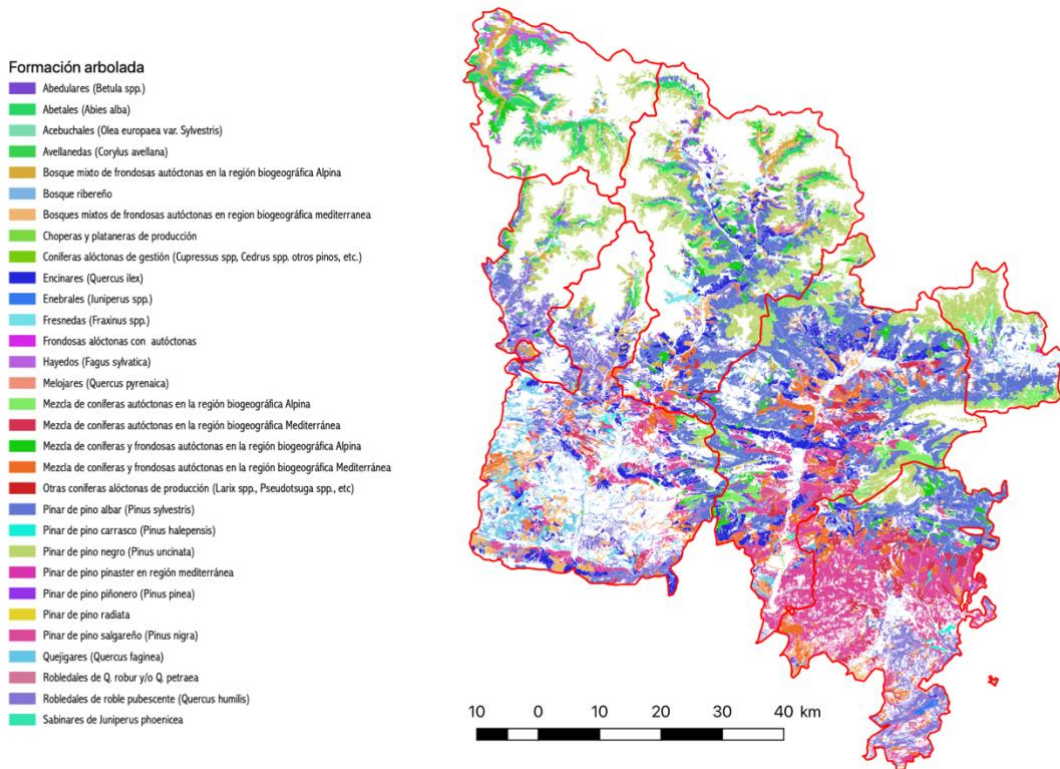 Formación arbolada
Abedulares (Betula spp.)
Abetales (Abies alba)
Acebuchales (Olea europaea var. Sylvestris)
Avellanedas (Corylus avellana)
Bosque mixto de frondosas autóctonas en la región biogeográfica Alpina
Bosque ribereño
Bosques mixtos de frondosas autóctonas en region biogeográfica mediterranea
Choperas y plataneras de producción
Coníferas alóctonas de gestión (Cupressus spp, Cedrus spp. otros pinos, etc.)
Encinares (Quercus ilex)
Enebrales (Juniperus spp.)
Fresnedas (Fraxinus spp.)
Frondosas alóctonas con autóctonas
Hayedos (Fagus sylvatica)
Melojares (Quercus pyrenaica)
Mezcla de coníferas autóctonas en la región biogeográfica Alpina
Mezcla de coníferas autóctonas en la región biogeográfica Mediterránea
Mezcla de coníferas y frondosas autóctonas en la región biogeográfica Alpina
Mezcla de coníferas y frondosas autóctonas en la región biogeográfica Mediterránea
Otras coníferas alóctonas de producción (Larix spp., Pseudotsuga spp., etc)
Pinar de pino albar (Pinus sylvestris)
Pinar de pino carrasco (Pinus halepensis)
Pinar de pino negro (Pinus uncinata)
Pinar de pino pinaster en región mediterránea
Pinar de pino piñonero (Pinus pinea)
Pinar de pino radiata
Pinar de pino salgareño (Pinus nigra)
Quejigares (Quercus faginea)
Robledales de Q. robur y/o Q. petraea
Robledales de roble pubescente (Quercus humilis)
Sabinares de Juniperus phoenicea
10 0 10 20 30 40 km